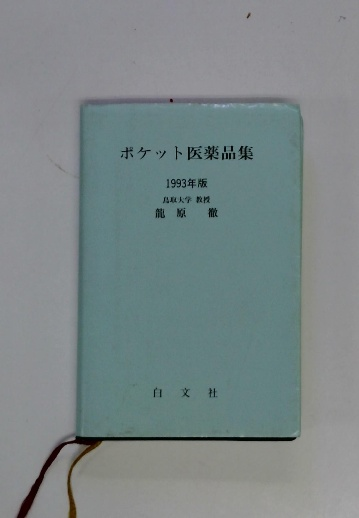 ポケット医薬品集
1993年版
鳥取大学 教授
龍原 徹
白文社